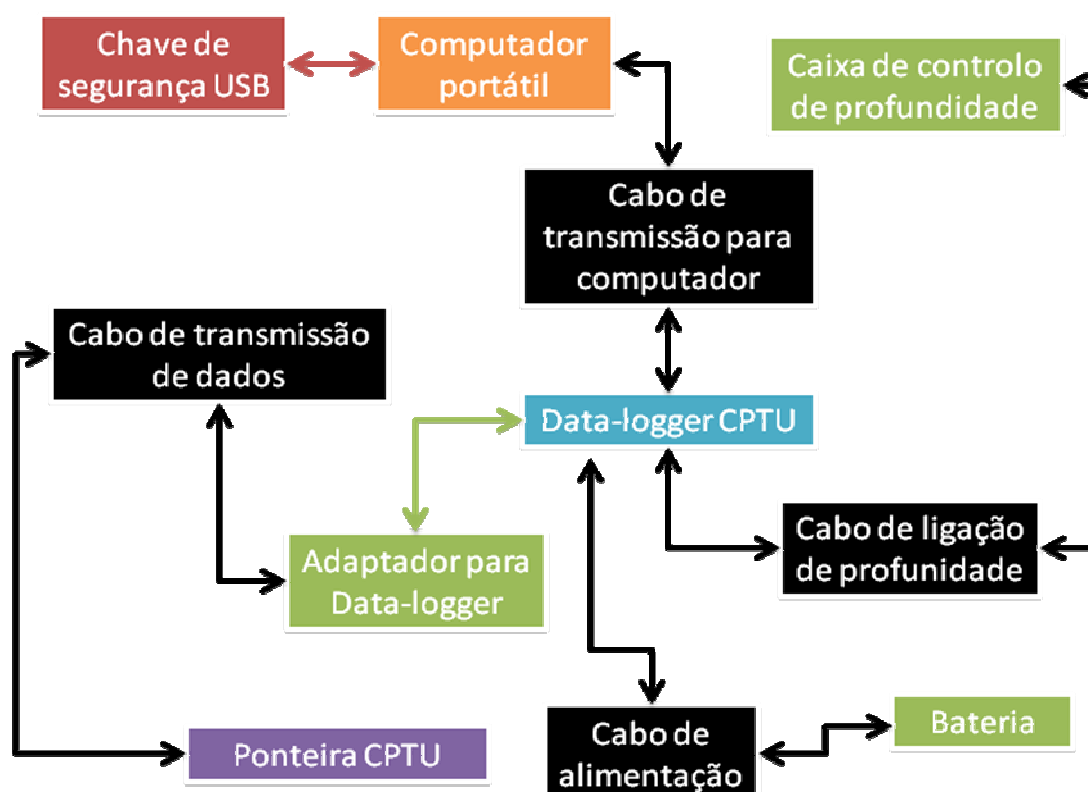 Chave de
segurança USB
Computador
portátil
Caixa de controlo
de profundidade
Cabo de
transmissão para
computador
Cabo de transmissão
de dados
Data-logger CPTU
Cabo de ligação
de profunidade
Adaptador para
Data-logger
Bateria
Ponteira CPTU
Cabo de
alimentação